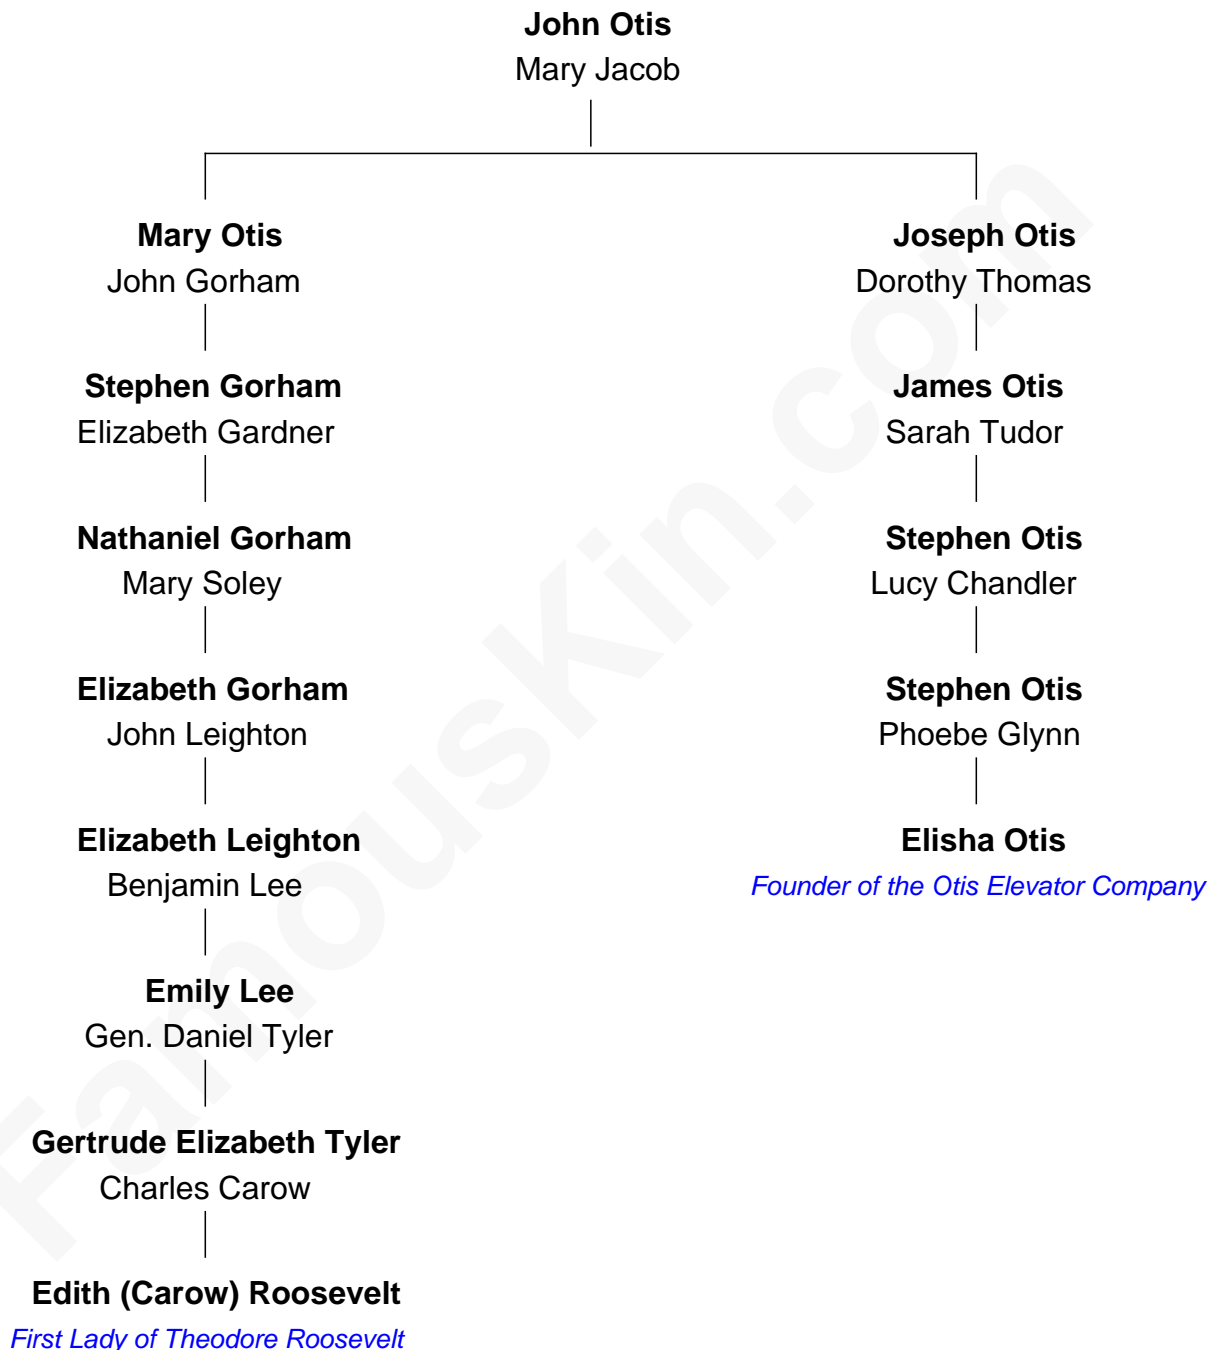 John Otis
Mary Jacob
Mary Otis
John Gorham
Joseph Otis
Dorothy Thomas
Stephen Gorham
Elizabeth Gardner
James Otis
Sarah Tudor
Nathaniel Gorham
Mary Soley
Stephen Otis
Lucy Chandler
Elizabeth Gorham
John Leighton
Stephen Otis
Phoebe Glynn
Elizabeth Leighton
Benjamin Lee
Elisha Otis
Founder of the Otis Elevator Company
Emily Lee
Gen. Daniel Tyler
Gertrude Elizabeth Tyler
Charles Carow
Edith (Carow) Roosevelt
First Lady of Theodore Roosevelt
FamousKin.com